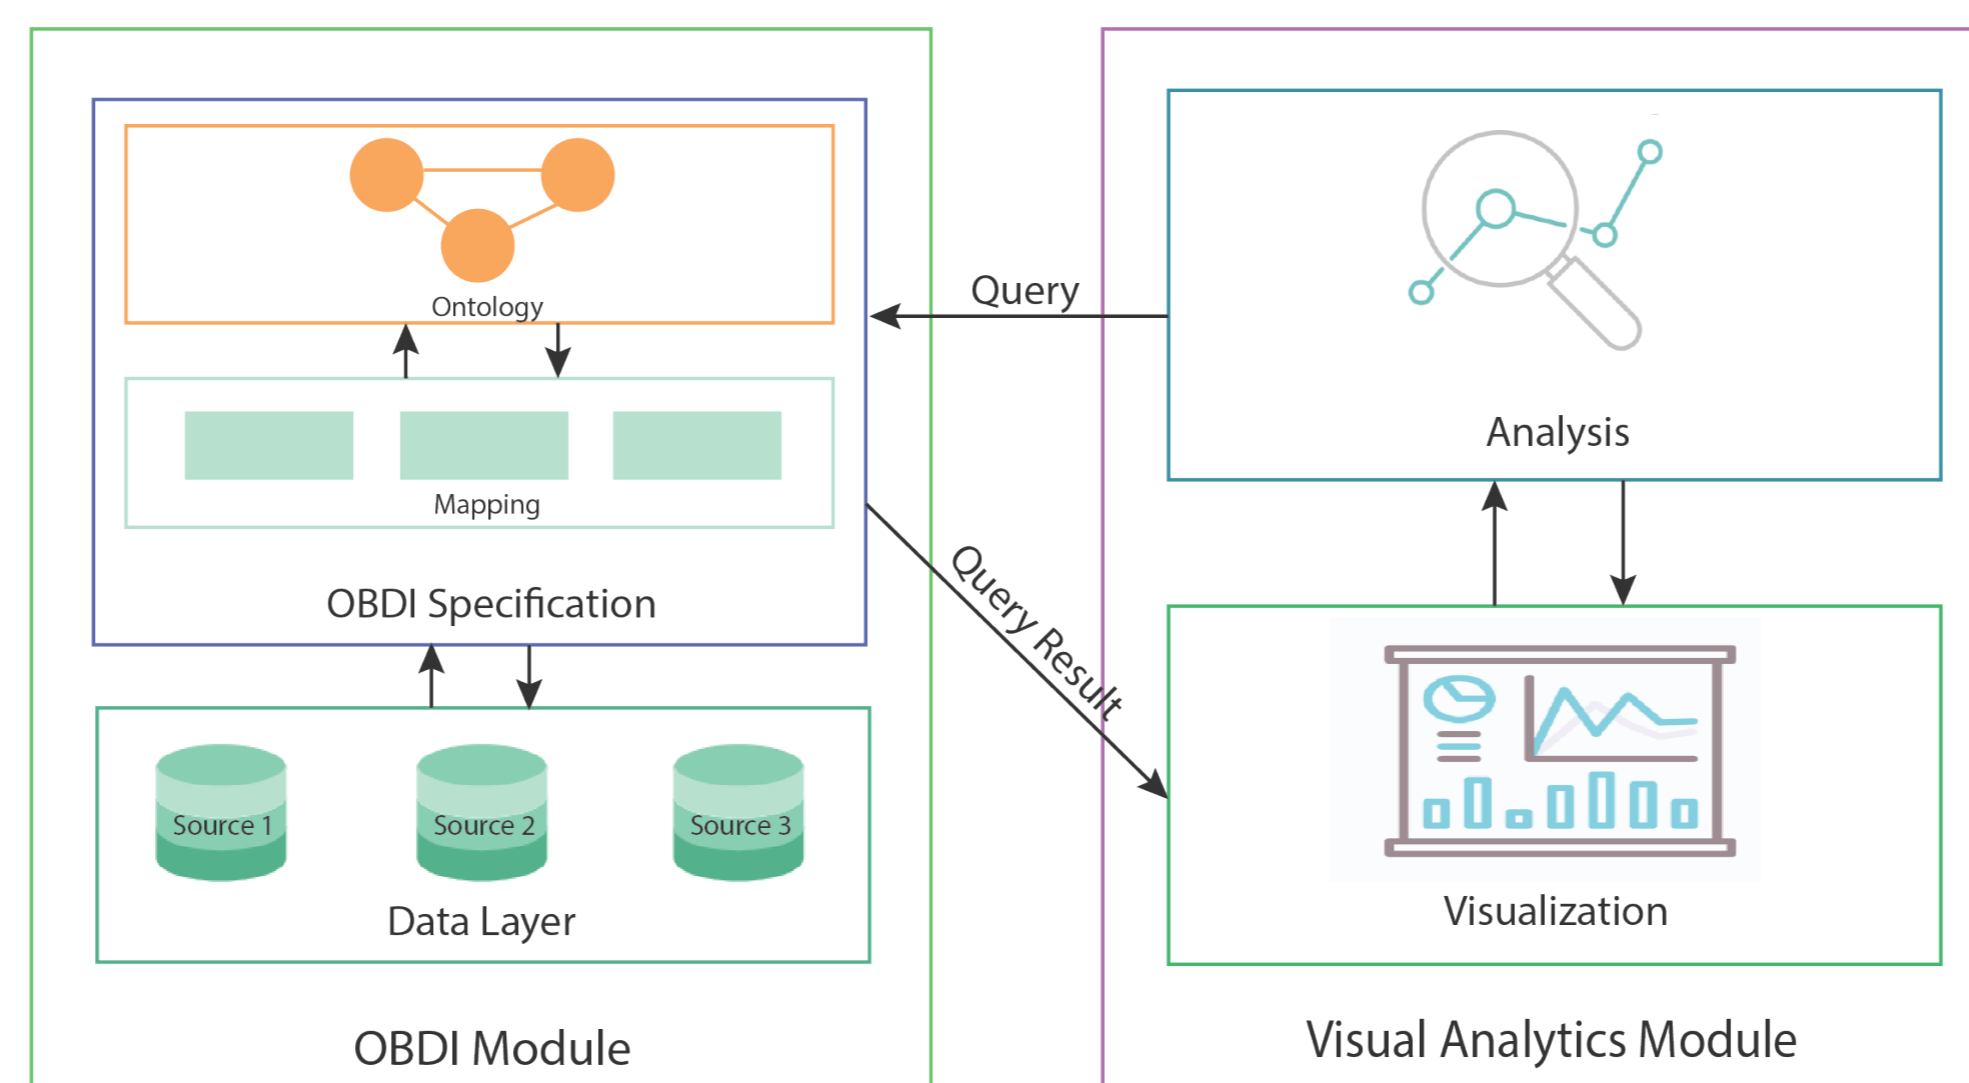 Ontology
Mapping
OBDI Specification
Source 1
Source 2
Source 3
Data Layer
OBDI Module
Query
Query Result
Analysis
Visualization
Visual Analytics Module